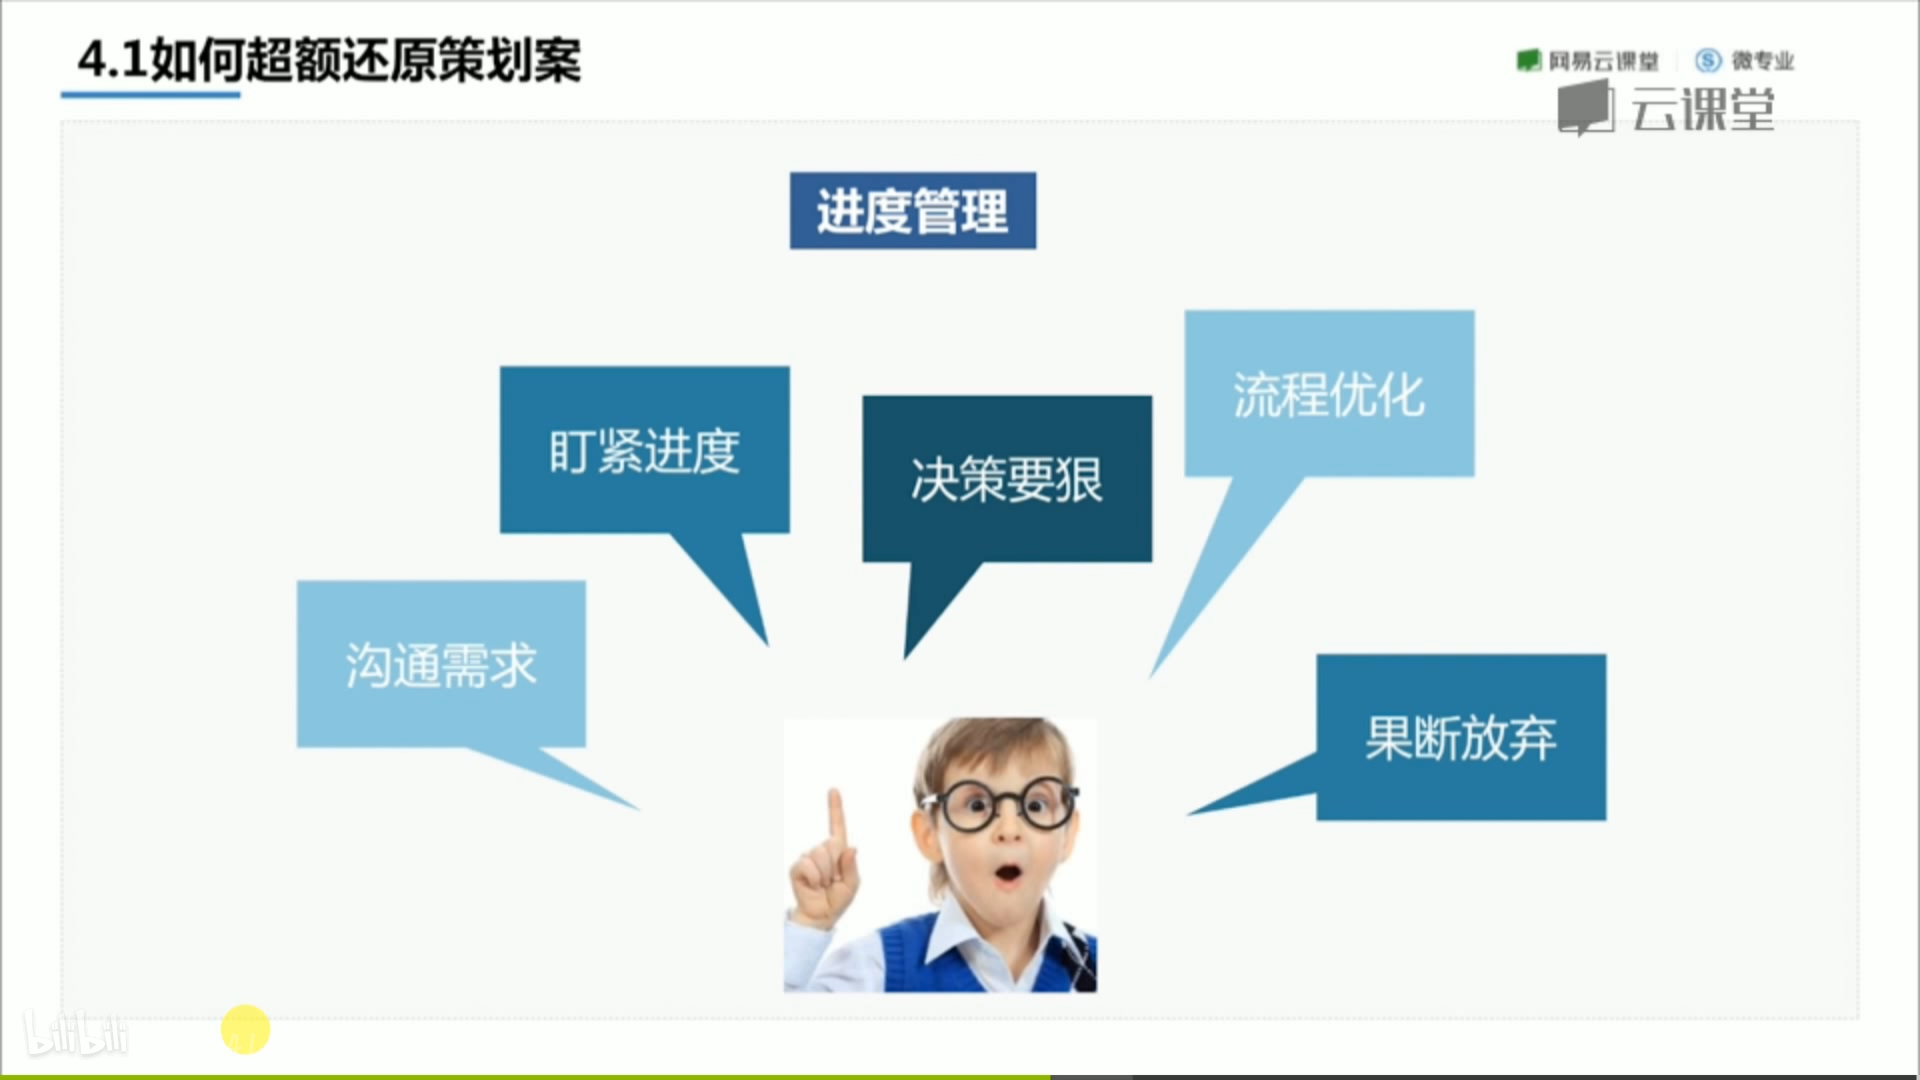 4.1如何超额还原策划案
网易云课堂
微专业
云课堂
进度管理
流程优化
盯紧进度
决策要狠
沟通需求
果断放弃
bilibili